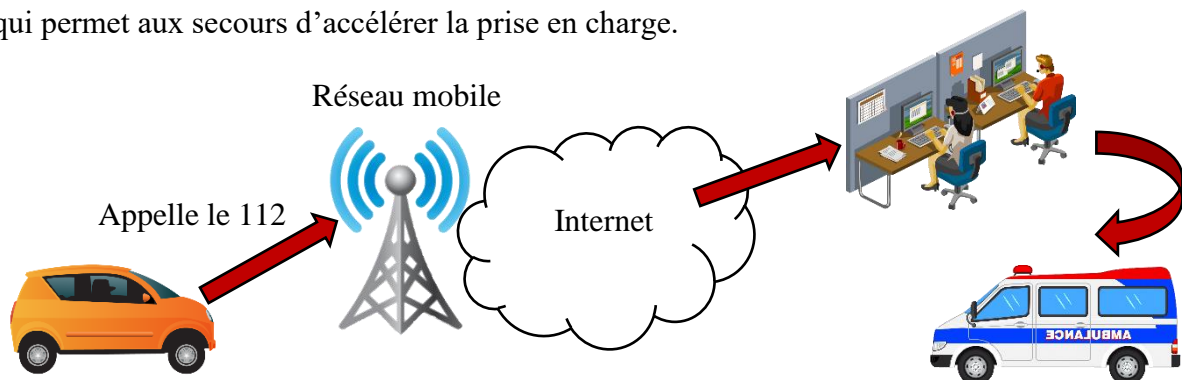 qui permet aux secours d’accélérer la prise en charge.
Réseau mobile
Appelle le 112
Internet
AMBULANCE